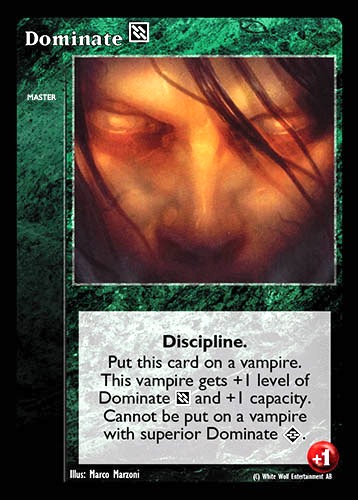 Dominate
MASTER
Discipline.
Put this card on a vampire.
This vampire gets +1 level of
Dominate and +1 capacity.
Cannot be put on a vampire
with superior Dominate .
+1
Illus: Marco Marzoni
(C) White Wolf Entertainment AB